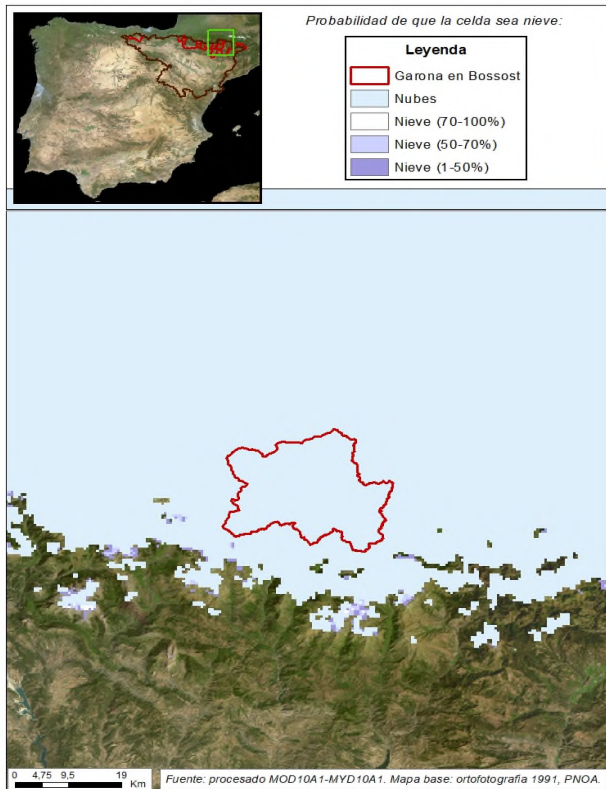 Probabilidad de que la celda sea nieve:
Leyenda
Garona en Bossost
Nubes
Nieve (70-100%)
Nieve (50-70%)
Nieve (1-50%)
0 4,75 9,5 19
Km
Fuente: procesado MOD10A1-MYD10A1. Mapa base: ortofotografía 1991, PNOA.